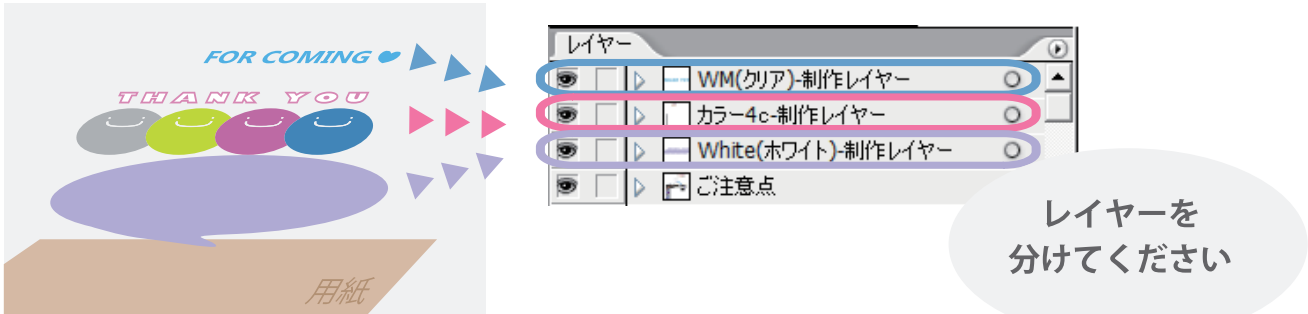 FOR COMING
THANK YOU
用紙
レイヤー
WM(クリア)-制作レイヤー
カラー4c-制作レイヤー
White(ホワイト)-制作レイヤー
ご注意点
レイヤーを
分けてください